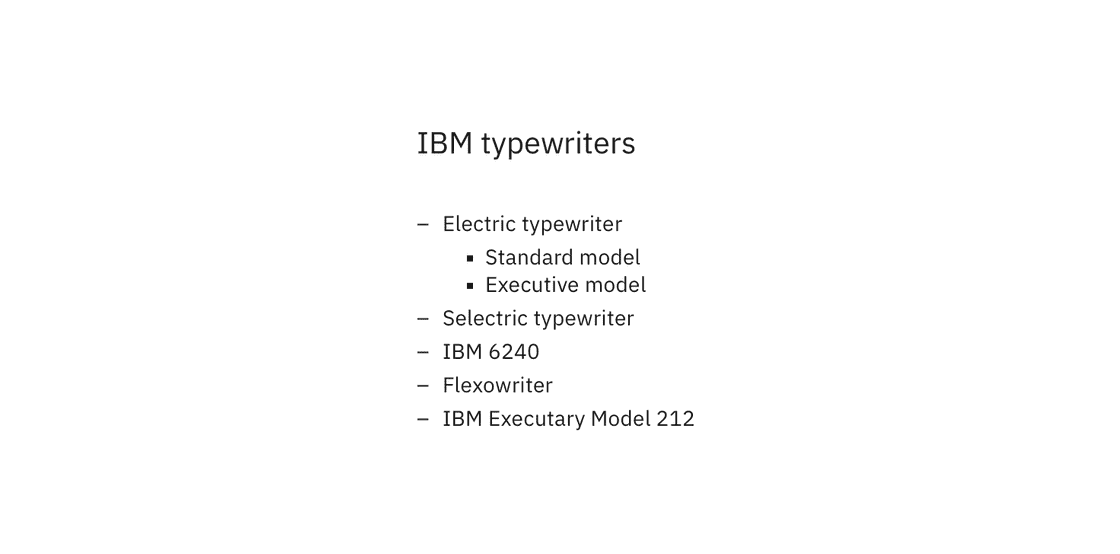 IBM typewriters
– Electric typewriter
▪ Standard model
▪ Executive model
– Selectric typewriter
– IBM 6240
– Flexowriter
– IBM Executary Model 212